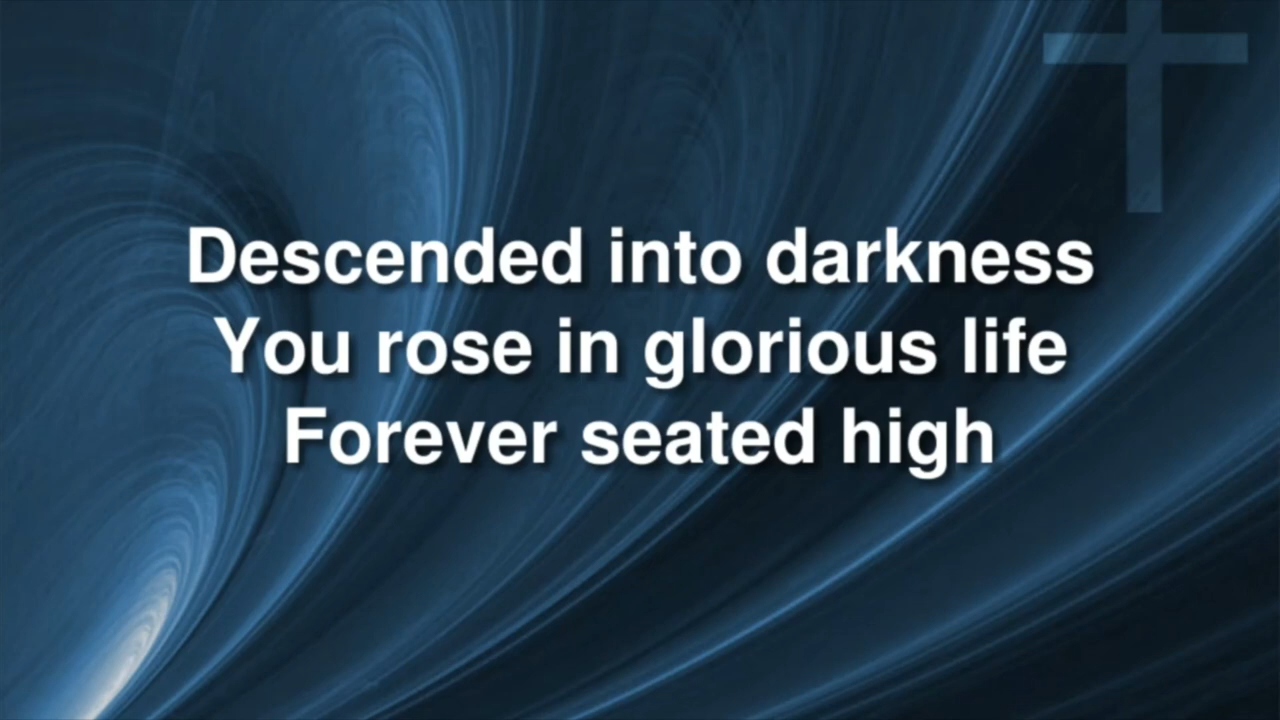 Descended into darkness
You rose in glorious life
Forever seated high